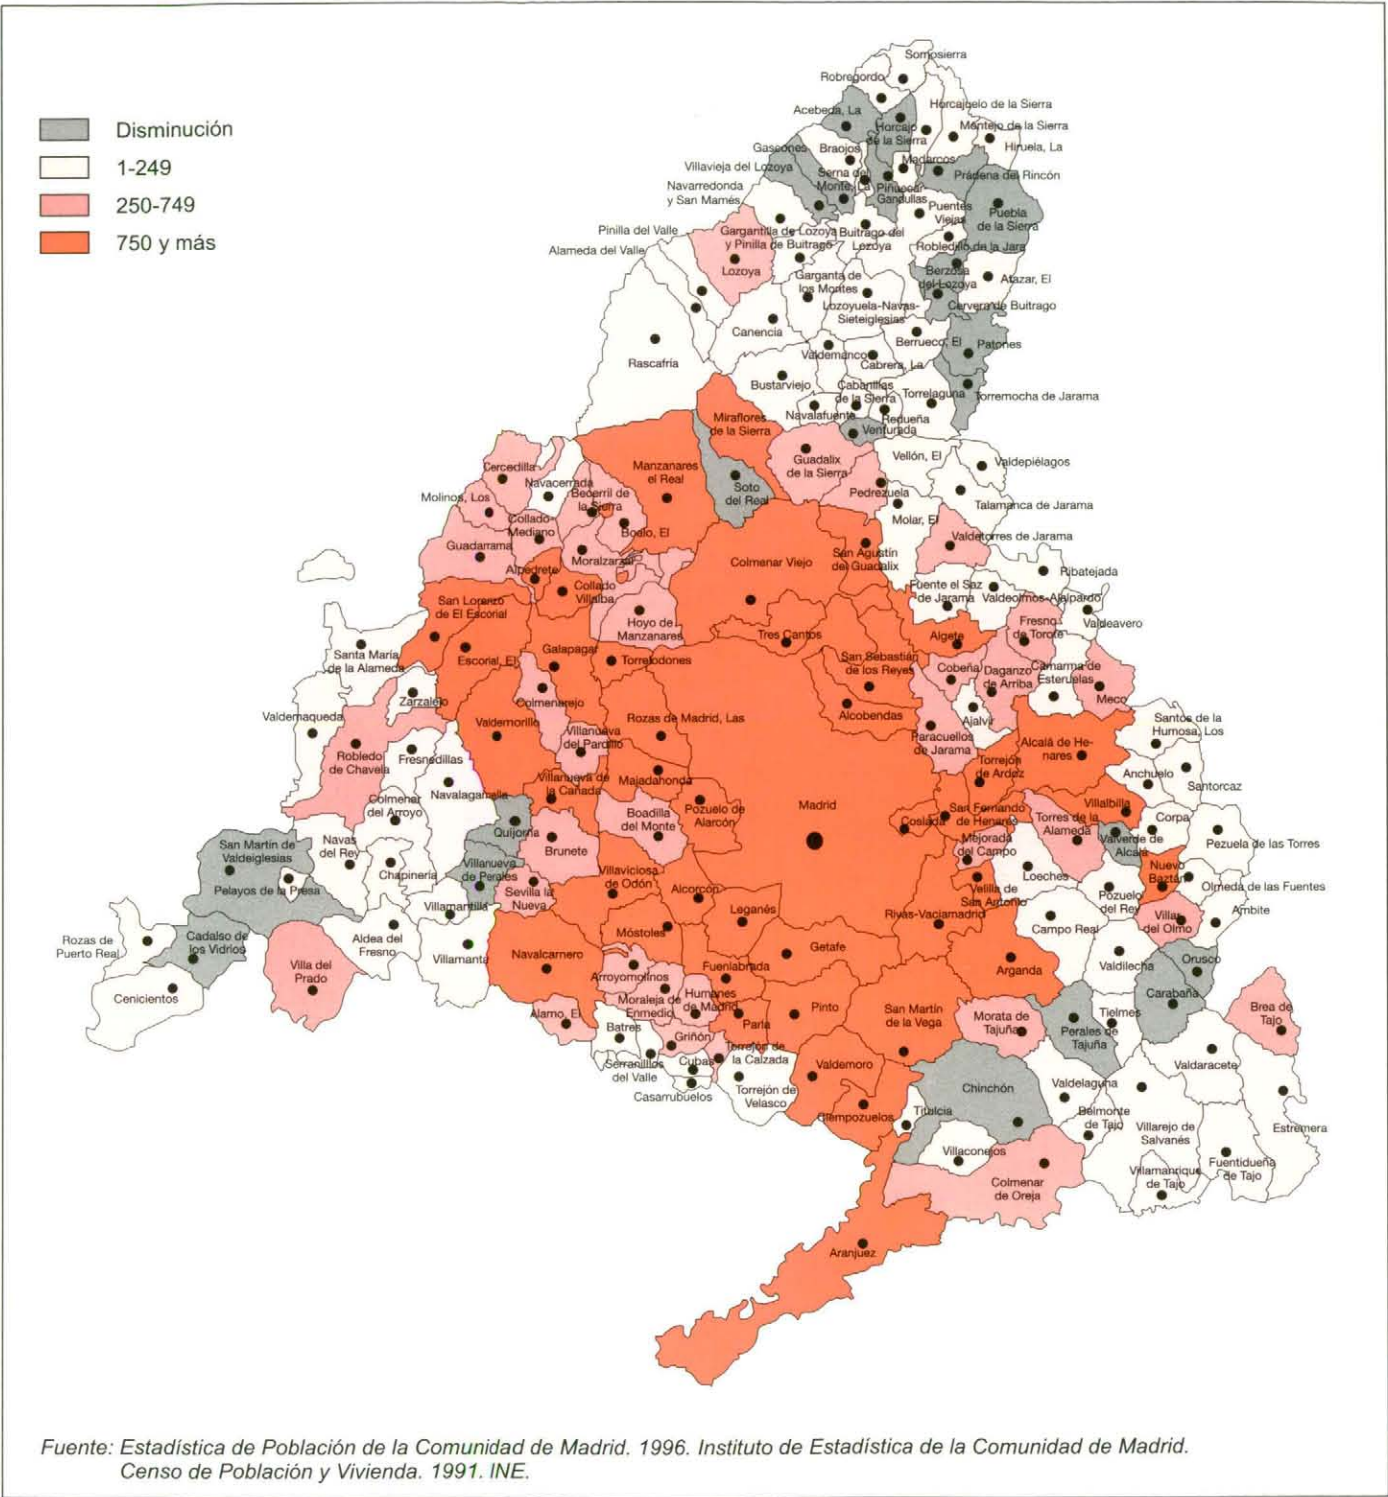 Disminución
1-249
250-749
750 y más
Somosierra
Robregordo
Acebeda, La
Horcajuelo de la Sierra
Horcajo
de la Sierra
Montejo de la Sierra
Hiruela, La
Gascones
Braojos
Madarcos
Villavieja del Lozoya
Serna del
Monte, La
Prádena del Rincón
Piñuecar-
Gandullas
Navarredonda
y San Mamés
Puentes
Viejas
Puebla
de la Sierra
Pinilla del Valle
Gargantilla de Lozoya
y Pinilla de Buitrago
Buitrago del
Lozoya
Robledillo de la Jara
Alameda del Valle
Lozoya
Garganta de
los Montes
Berzosa
del Lozoya
Atazar, El
Lozoyuela-Navas-
Sieteiglesias
Cervera de Buitrago
Canencia
Berrueco, El
Patones
Rascafría
Valdemanco
Cabrera, La
Bustarviejo
Cabanillas
de la Sierra
Torrelaguna
Torremocha de Jarama
Navalafuente
Redueña
Venturada
Miraflores
de la Sierra
Guadalix
de la Sierra
Vellón, El
Valdepiélagos
Cercedilla
Manzanares
el Real
Soto
del Real
Navacerrada
Becerril de
la Sierra
Pedrezuela
Talamanca de Jarama
Molinos, Los
Molar, El
Collado-
Mediano
Boalo, El
Valdetorres de Jarama
Guadarrama
Moralzarzal
Colmenar Viejo
San Agustín
del Guadalix
Alpedrete
Ribatejada
Collado
Villalba
Fuente el Saz
de Jarama
Valdeolmos-Alalpardo
San Lorenzo
de El Escorial
Hoyo de
Manzanares
Tres Cantos
Algete
Fresno
de Torote
Valdeavero
Santa María
de la Alameda
Escorial, El
Galapagar
Torrelodones
San Sebastián
de los Reyes
Cobeña
Daganzo
de Arriba
Camarma de
Esteruelas
Meco
Zarzalejo
Colmenarejo
Valdemaqueda
Valdemorillo
Rozas de Madrid, Las
Alcobendas
Ajalvir
Santos de la
Humosa, Los
Villanueva
del Pardillo
Paracuellos
de Jarama
Alcalá de He-
nares
Robledo
de Chavela
Fresnedillas
Torrejón
de Ardoz
Anchuelo
Santorcaz
Navalagamella
Villanueva de
la Cañada
Majadahonda
Colmenar
del Arroyo
Boadilla
del Monte
Pozuelo de
Alarcón
Madrid
Coslada
San Fernando
de Henares
Torres de la
Alameda
Villalbilla
Corpa
Quijorna
Navas
del Rey
Brunete
Mejorada
del Campo
Valverde de
Alcalá
Pezuela de las Torres
San Martín de
Valdeiglesias
Villanueva
de Perales
Chapinería
Villaviciosa
de Odón
Loeches
Nuevo
Baztán
Pelayos de la Presa
Sevilla la
Nueva
Alcorcón
Velilla de
San Antonio
Pozuelo
del Rey
Olmeda de las Fuentes
Villamantilla
Leganés
Rivas-Vaciamadrid
Villar
del Olmo
Ambite
Rozas de
Puerto Real
Cadalso de
los Vidrios
Aldea del
Fresno
Villamanta
Móstoles
Campo Real
Getafe
Navalcarnero
Valdilecha
Orusco
Villa del
Prado
Arganda
Cenicientos
Arroyomolinos
Fuenlabrada
Carabaña
Moraleja de
Enmedio
Humanes
de Madrid
Alamo, El
Pinto
San Martín
de la Vega
Morata de
Tajuña
Tielmes
Brea de
Tajo
Parla
Batres
Griñón
Perales de
Tajuña
Torrejón de
la Calzada
Serranillos
del Valle
Cubas
Valdemoro
Valdaracete
Casarrubuelos
Torrejón de
Velasco
Chinchón
Valdelaguna
Ciempozuelos
Titulcia
Belmonte
de Tajo
Villarejo de
Salvanés
Estremera
Villaconejos
Colmenar
de Oreja
Villamanrique
de Tajo
Fuentidueña
de Tajo
Aranjuez
Fuente: Estadística de Población de la Comunidad de Madrid. 1996. Instituto de Estadística de la Comunidad de Madrid.
Censo de Población y Vivienda. 1991. INE.